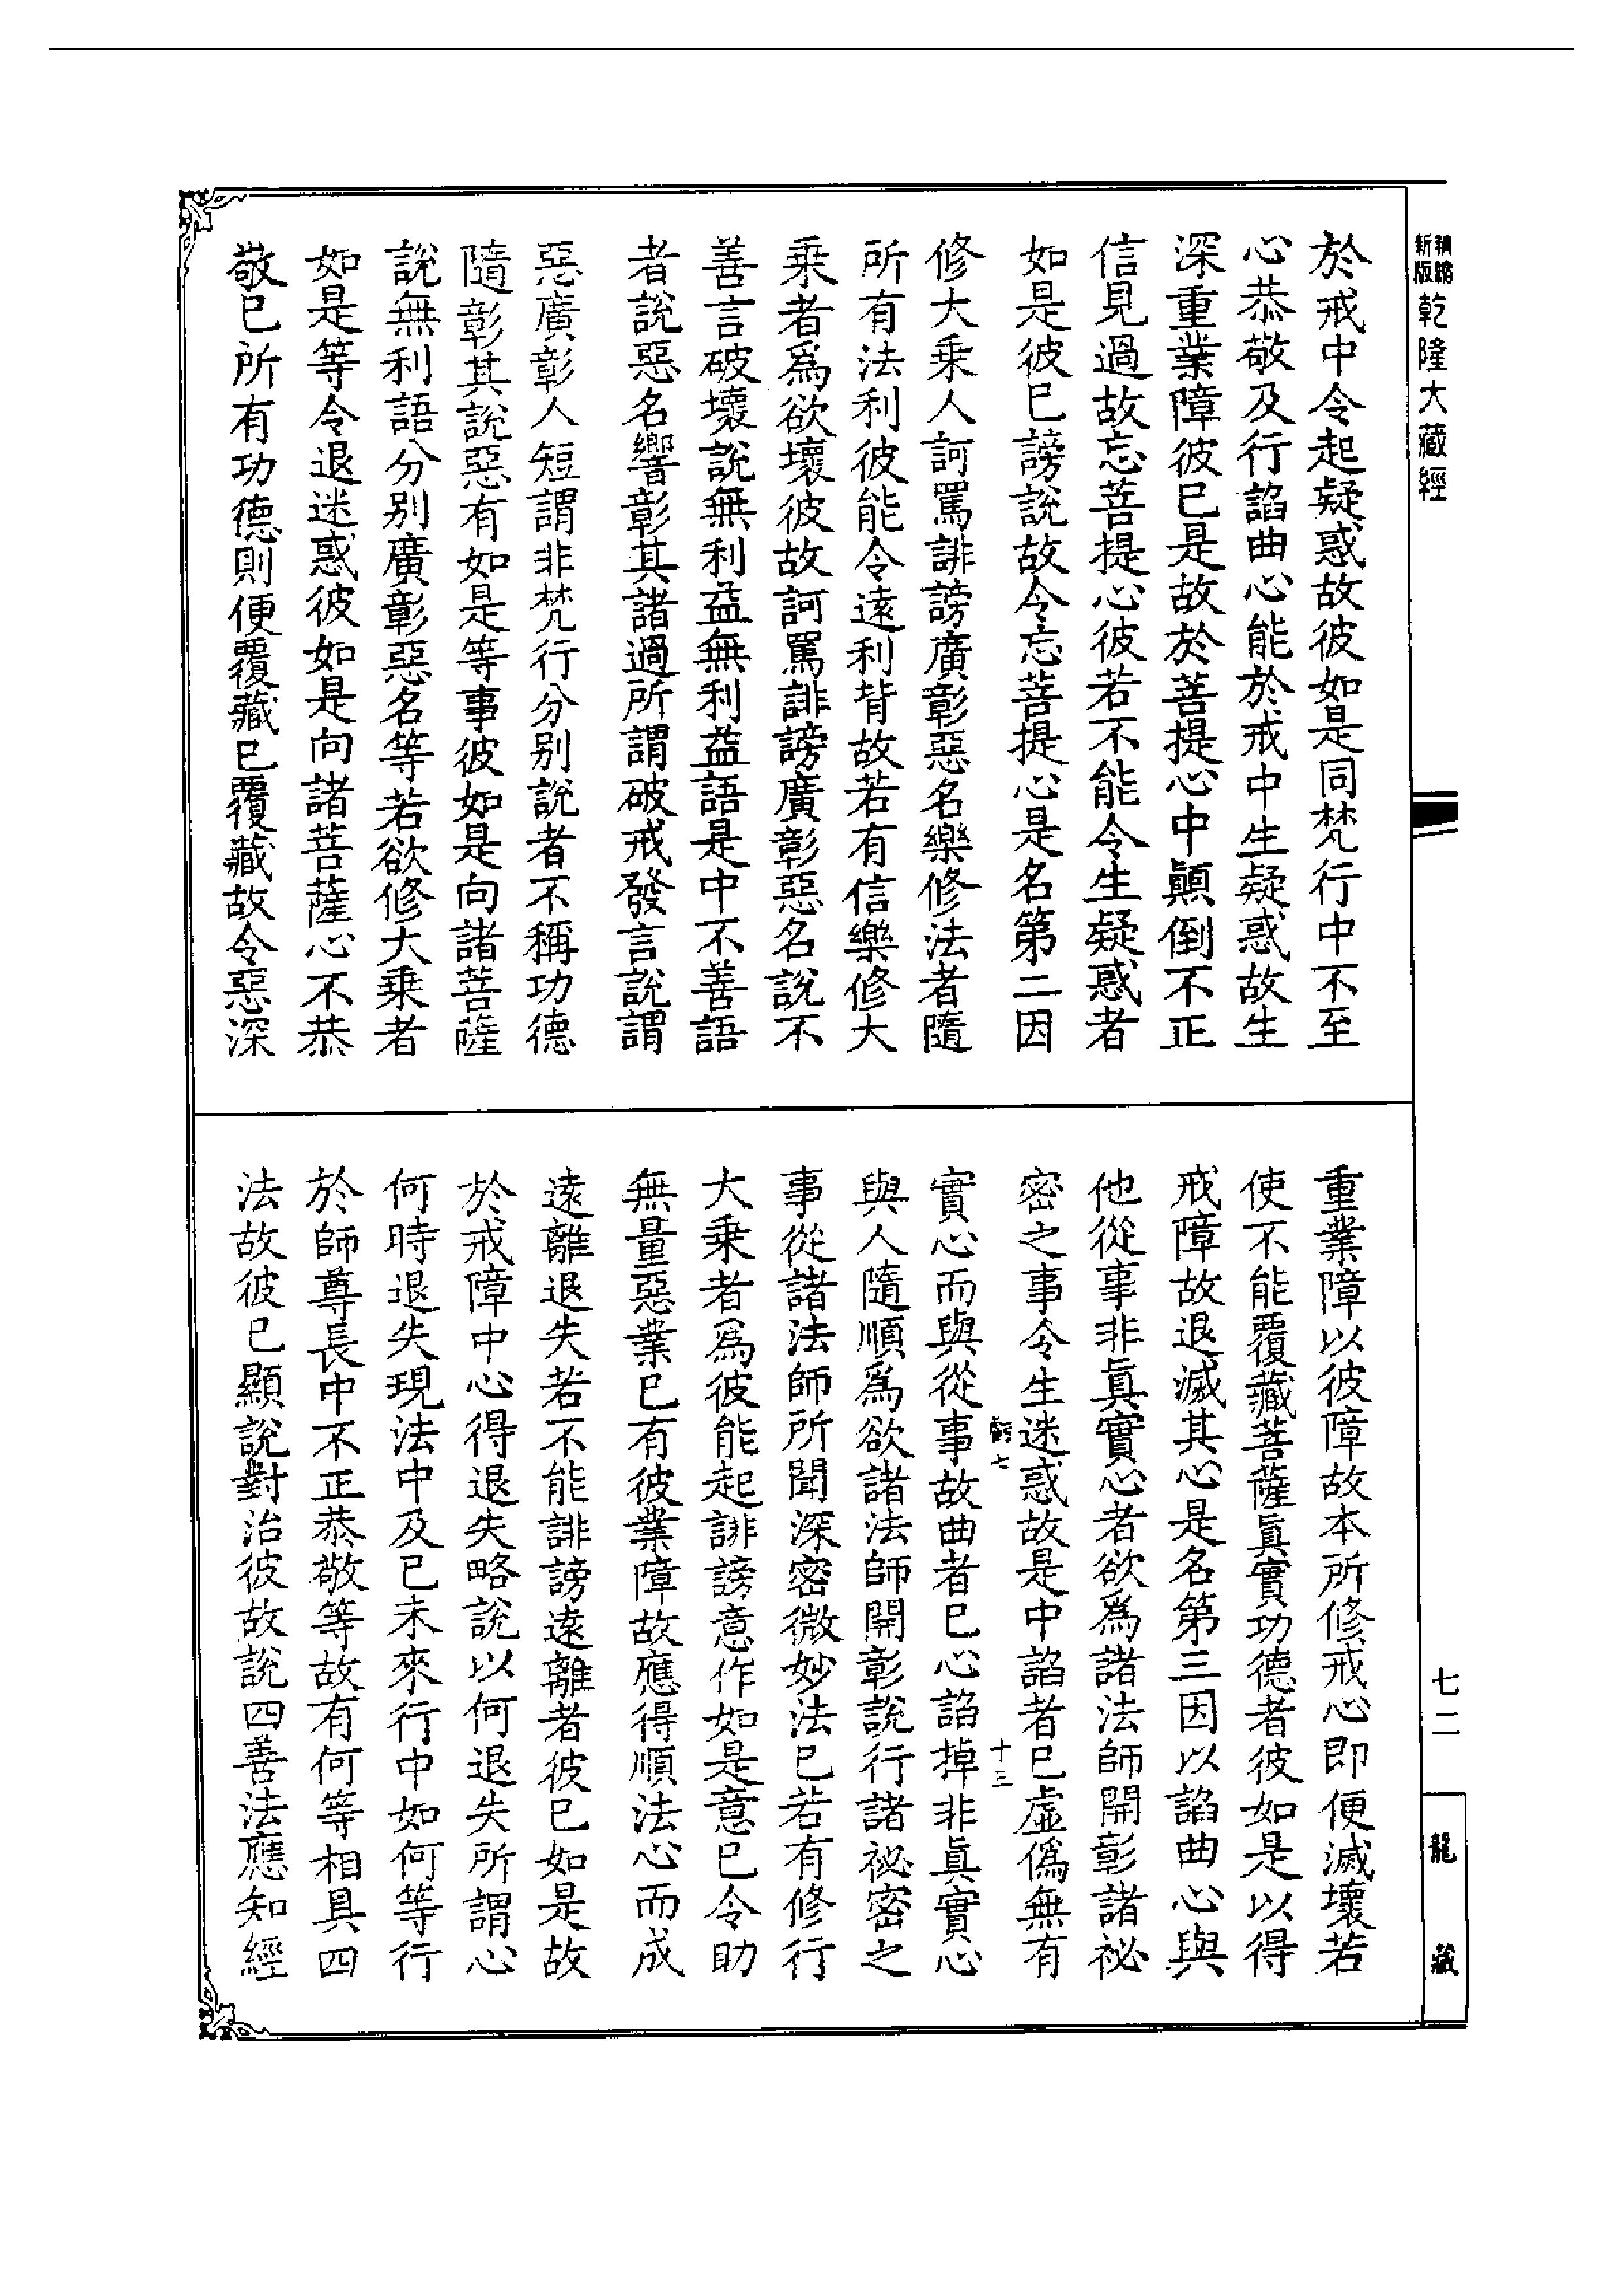 精縮
新版
乾隆大藏經
於戒中令起疑惑故彼如是同梵行中不至
心恭敬及行諂曲心能於戒中生疑惑故生
深重業障彼已是故於菩提心中顛倒不正
信見過故忘菩提心彼若不能令生疑惑者
如是彼已謗說故令忘菩提心是名第二因
修大乘人訶罵誹謗廣彰惡名樂修法者隨
所有法利彼能令遠利背故若有信樂修大
乘者爲欲壞彼故訶罵誹謗廣彰惡名說不
善言破壞說無利益無利益語是中不善語
者說惡名響彰其諸過所謂破戒發言說謂
惡廣彰人短謂非梵行分別說者不稱功德
隨彰其說惡有如是等事彼如是向諸菩薩
說無利語分別廣彰惡名等若欲修大乘者
如是等令退迷惑彼如是向諸菩薩心不恭
敬已所有功德則便覆藏已覆藏故令惡深
重業障以彼障故本所修戒心即便滅壞若
使不能覆藏菩薩眞實功德者彼如是以得
戒障故退滅其心是名第三因以諂曲心與
他從事非眞實心者欲爲諸法師開彰諸祕
密之事令生迷惑故是中諂者已虛僞無有
七
十三
實心而與從事故曲者已心諂掉非眞實心
與人隨順爲欲諸法師開彰說行諸祕密之
事從諸法師所聞深密微妙法已若有修行
大乘者爲彼能起誹謗意作如是意已令助
無量惡業已有彼業障故應得順法心而成
遠離退失若不能誹謗遠離者彼已如是故
於戒障中心得退失略說以何退失所謂心
何時退失現法中及已未來行中如何等行
於師尊長中不正恭敬等故有何等相具四
法故彼已顯說對治彼故說四善法應知經
七二
龍藏